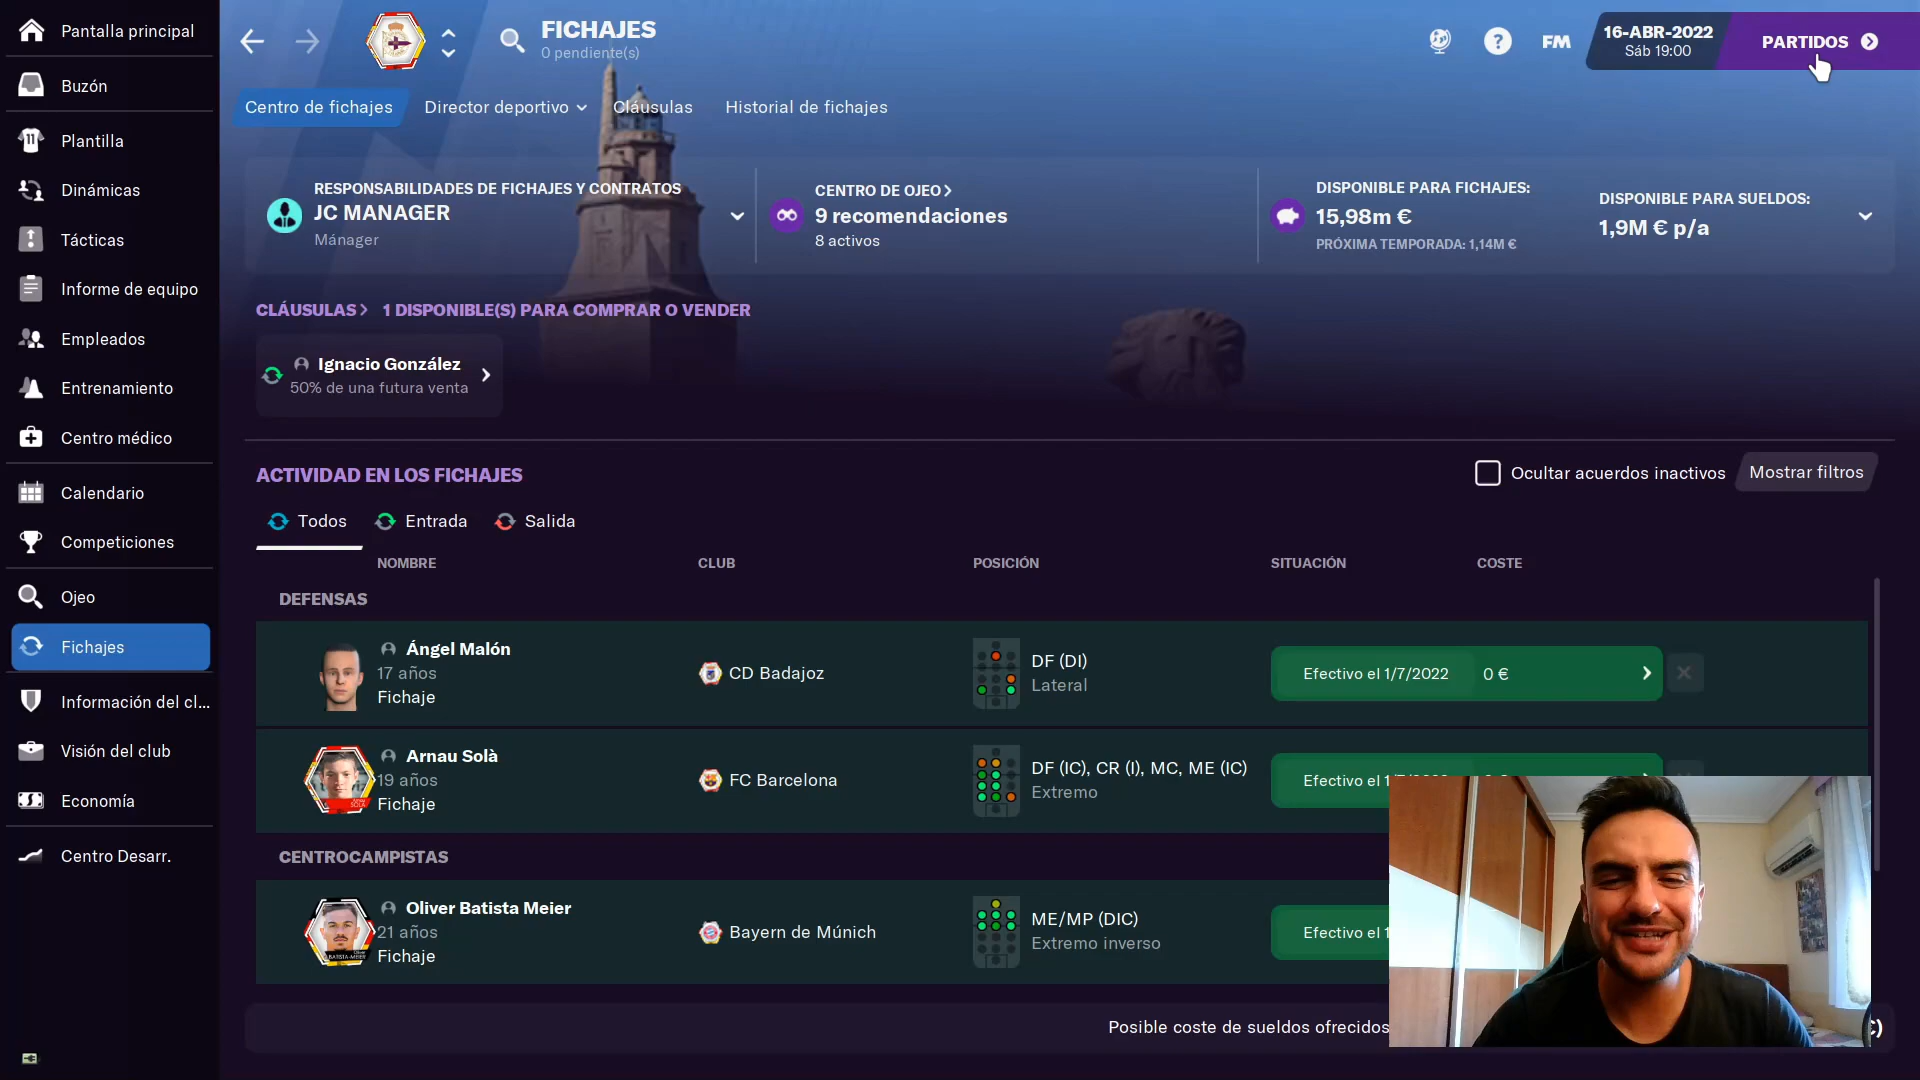 Pantalla principal
Buzón
Plantilla
Dinámicas
Tácticas
Informe de equipo
Empleados
Entrenamiento
Centro médico
Calendario
Competiciones
Ojeo
Fichajes
Información del cl...
Visión del club
Economía
Centro Desarr.
FICHAJES
0 pendiente(s)
FM
16-ABR-2022
Sáb 19:00
PARTIDOS
Centro de fichajes
Director deportivo
Cláusulas
Historial de fichajes
RESPONSABILIDADES DE FICHAJES Y CONTRATOS
JC MANAGER
Mánager
CENTRO DE OJEO
9 recomendaciones
8 activos
DISPONIBLE PARA FICHAJES:
15,98m €
PRÓXIMA TEMPORADA: 1,14M €
DISPONIBLE PARA SUELDOS:
1,9M € p/a
CLÁUSULAS
1 DISPONIBLE(S) PARA COMPRAR O VENDER
Ignacio González
50% de una futura venta
ACTIVIDAD EN LOS FICHAJES
Ocultar acuerdos inactivos
Mostrar filtros
Todos
Entrada
Salida
NOMBRE CLUB POSICIÓN SITUACIÓN COSTE
DEFENSAS
Ángel Malón
17 años
Fichaje
CD Badajoz
DF (DI)
Lateral
Efectivo el 1/7/2022 0 €
Arnau Solà
19 años
Fichaje
FC Barcelona
DF (IC), CR (I), MC, ME (IC)
Extremo
Efectivo el
CENTROCAMPISTAS
Oliver Batista Meier
21 años
Fichaje
Bayern de Múnich
ME/MP (DIC)
Extremo inverso
Efectivo el 1
Posible coste de sueldos ofrecidos